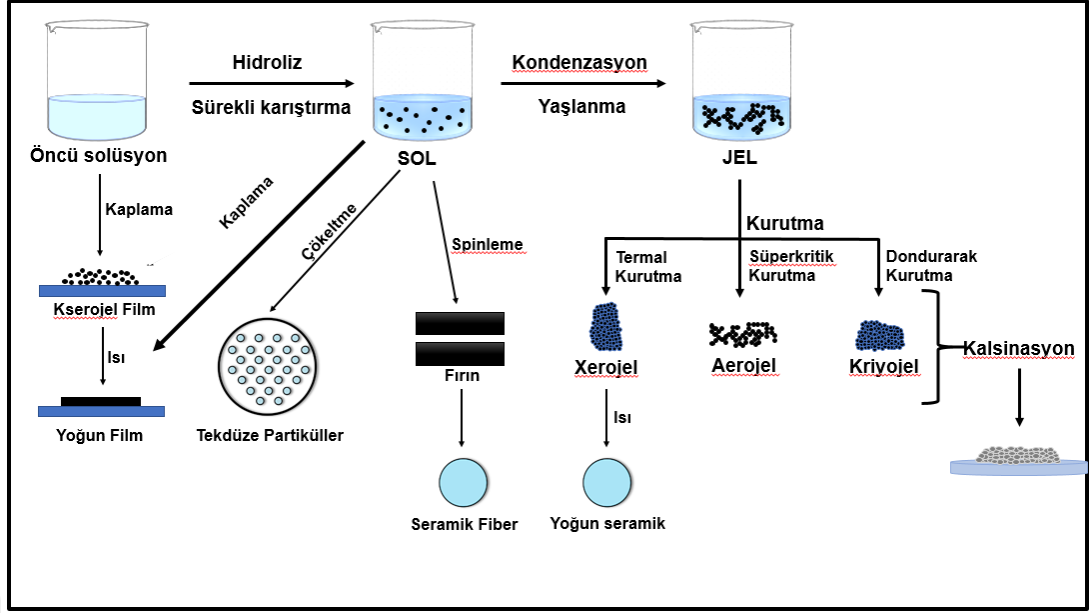 Hidroliz
Sürekli karıştırma
Kondenzasyon
Yaşlanma
Öncü solüsyon
SOL
JEL
Kaplama
Kaplama
Çökeltme
Spinleme
Kurutma
Termal
Kurutma
Süperkritik
Kurutma
Dondurarak
Kurutma
Kserojel Film
Isı
Yoğun Film
Tekdüze Partiküller
Fırın
Seramik Fiber
Xerojel
Aerojel
Kriyojel
Kalsinasyon
Isı
Yoğun seramik